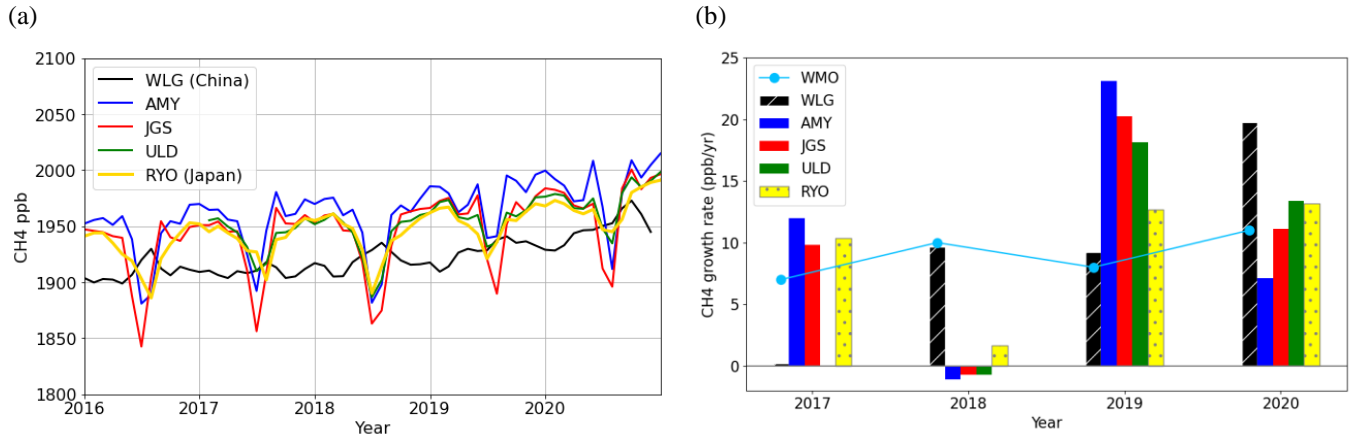 (a)
(b)
2100
2050
2000
1950
1900
1850
1800
CH4 ppb
WLG (China)
AMY
JGS
ULD
RYO (Japan)
2016
2017
2018
2019
2020
Year
25
20
15
10
5
0
CH4 growth rate (ppb/yr)
WMO
WLG
AMY
JGS
ULD
RYO
2017
2018
2019
2020
Year